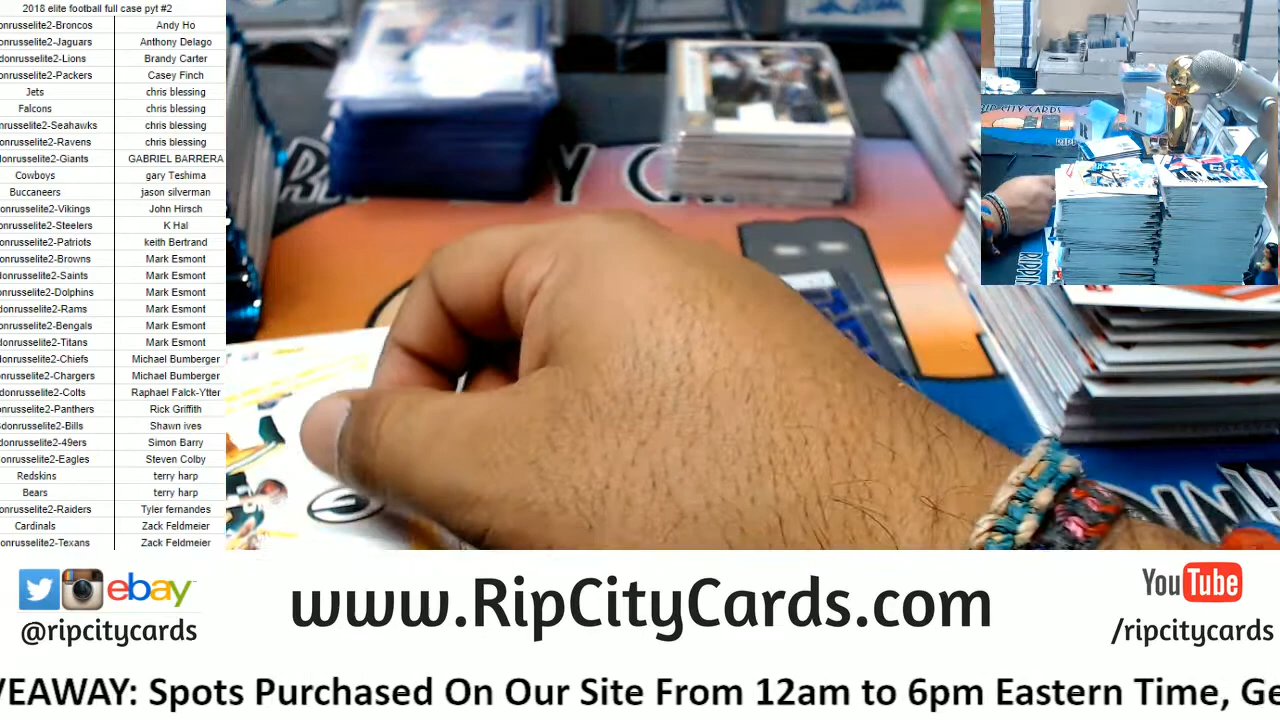 2018 elite football full case pyt #2
onrusselite2-Broncos Andy Ho
donrusselite2-Jaguars Anthony Delago
donrusselite2-Lions Brandy Carter
donrusselite2-Packers Casey Finch
Jets chris blessing
Falcons chris blessing
nrusselite2-Seahawks chris blessing
onrusselite2-Ravens chris blessing
donrusselite2-Giants GABRIEL BARRERA
Cowboys gary Teshima
Buccaneers jason silverman
onrusselite2-Vikings John Hirsch
onrusselite2-Steelers K Hal
onrusselite2-Patriots keith Bertrand
onrusselite2-Browns Mark Esmont
donrusselite2-Saints Mark Esmont
onrusselite2-Dolphins Mark Esmont
donrusselite2-Rams Mark Esmont
onrusselite2-Bengals Mark Esmont
donrusselite2-Titans Mark Esmont
donrusselite2-Chiefs Michael Bumberger
onrusselite2-Chargers Michael Bumberger
donrusselite2-Colts Raphael Falck-Ytter
onrusselite2-Panthers Rick Griffith
donrusselite2-Bills Shawn ives
donrusselite2-49ers Simon Barry
onrusselite2-Eagles Steven Colby
Redskins terry harp
Bears terry harp
onrusselite2-Raiders Tyler fernandes
Cardinals Zack Feldmeier
onrusselite2-Texans Zack Feldmeier
RIP CITY CARDS
R T
G
ebay
@ripcitycards
www.RipCityCards.com
YouTube
/ripcitycards
VEAWAY: Spots Purchased On Our Site From 12am to 6pm Eastern Time, Ge